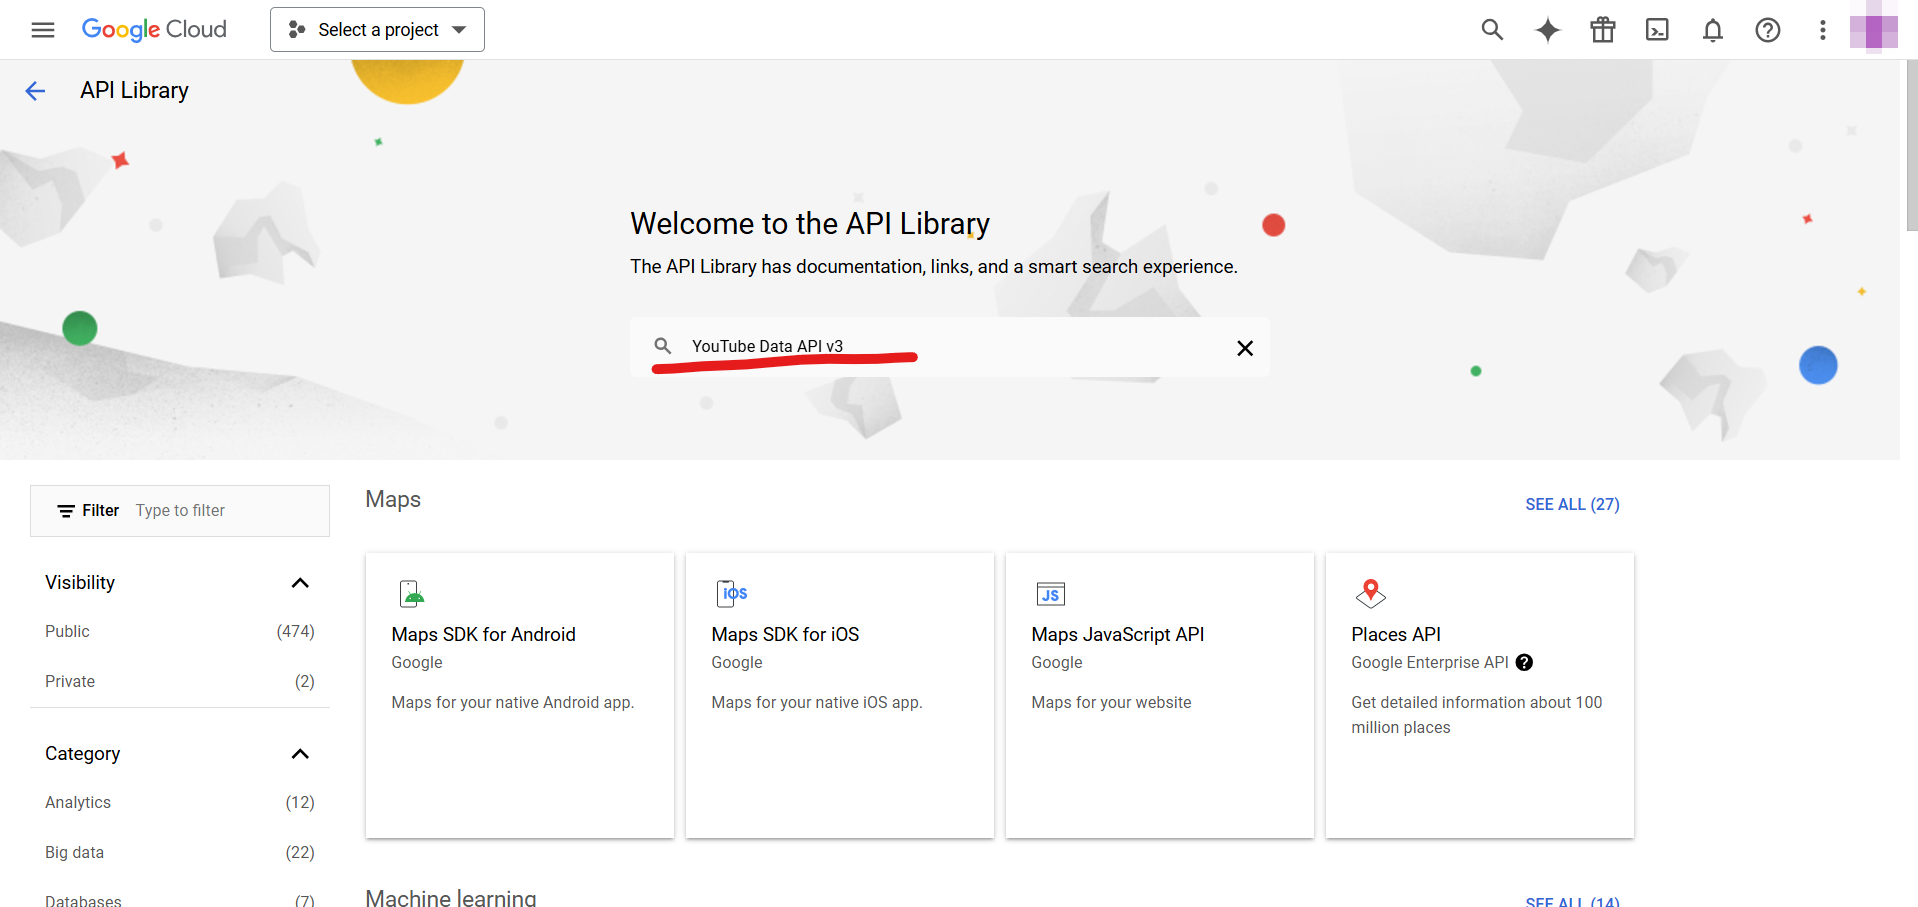 Google Cloud
Select a project
API Library
Welcome to the API Library
The API Library has documentation, links, and a smart search experience.
YouTube Data API v3
Filter Type to filter
Visibility
Public (474)
Private (2)
Category
Analytics (12)
Big data (22)
Databases (7)
Maps
SEE ALL (27)
iOS
JS
Maps SDK for Android
Google
Maps for your native Android app.
Maps SDK for iOS
Google
Maps for your native iOS app.
Maps JavaScript API
Google
Maps for your website
Places API
Google Enterprise API
Get detailed information about 100
million places
Machine learning
SEE ALL (14)